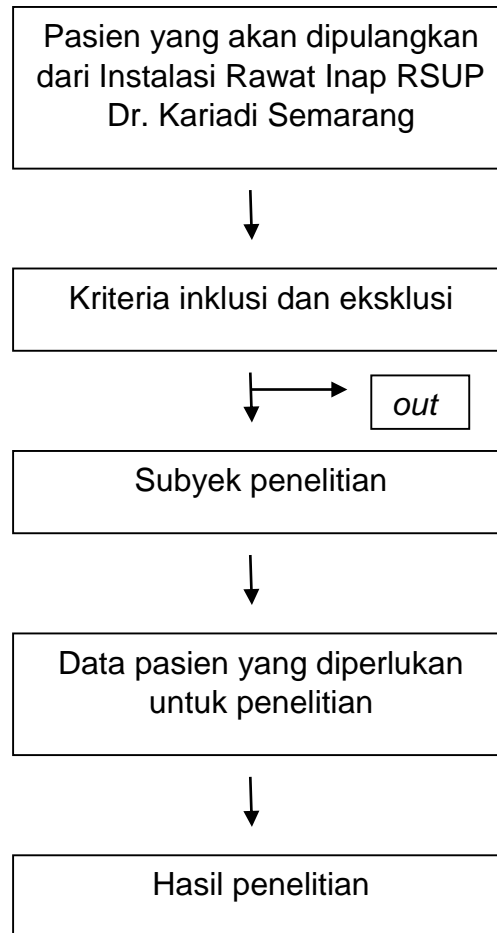 Pasien yang akan dipulangkan
dari Instalasi Rawat Inap RSUP
Dr. Kariadi Semarang
Kriteria inklusi dan eksklusi
out
Subyek penelitian
Data pasien yang diperlukan
untuk penelitian
Hasil penelitian